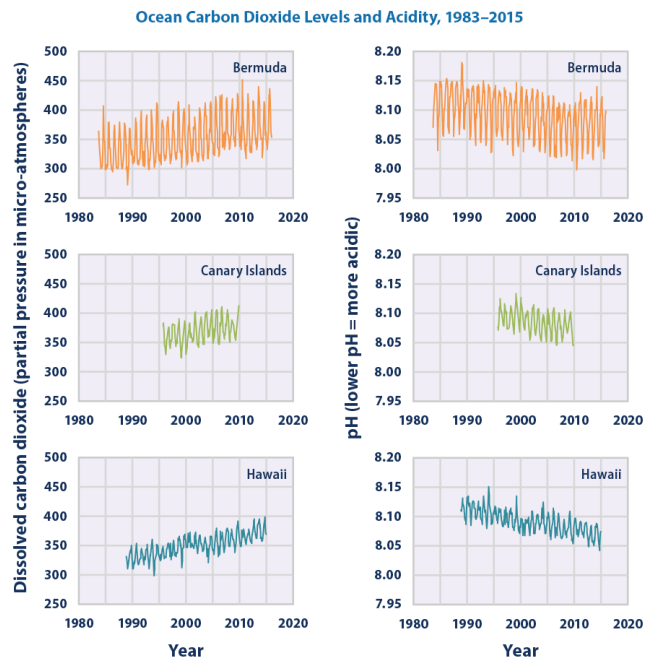 Ocean Carbon Dioxide Levels and Acidity, 1983–2015
Dissolved carbon dioxide (partial pressure in micro-atmospheres)
500
450
400
350
300
250
Bermuda
1980 1990 2000 2010 2020
500
450
400
350
300
250
Canary Islands
1980 1990 2000 2010 2020
500
450
400
350
300
250
Hawaii
1980 1990 2000 2010 2020
Year
pH (lower pH = more acidic)
8.20
8.15
8.10
8.05
8.00
7.95
Bermuda
1980 1990 2000 2010 2020
8.20
8.15
8.10
8.05
8.00
7.95
Canary Islands
1980 1990 2000 2010 2020
8.20
8.15
8.10
8.05
8.00
7.95
Hawaii
1980 1990 2000 2010 2020
Year